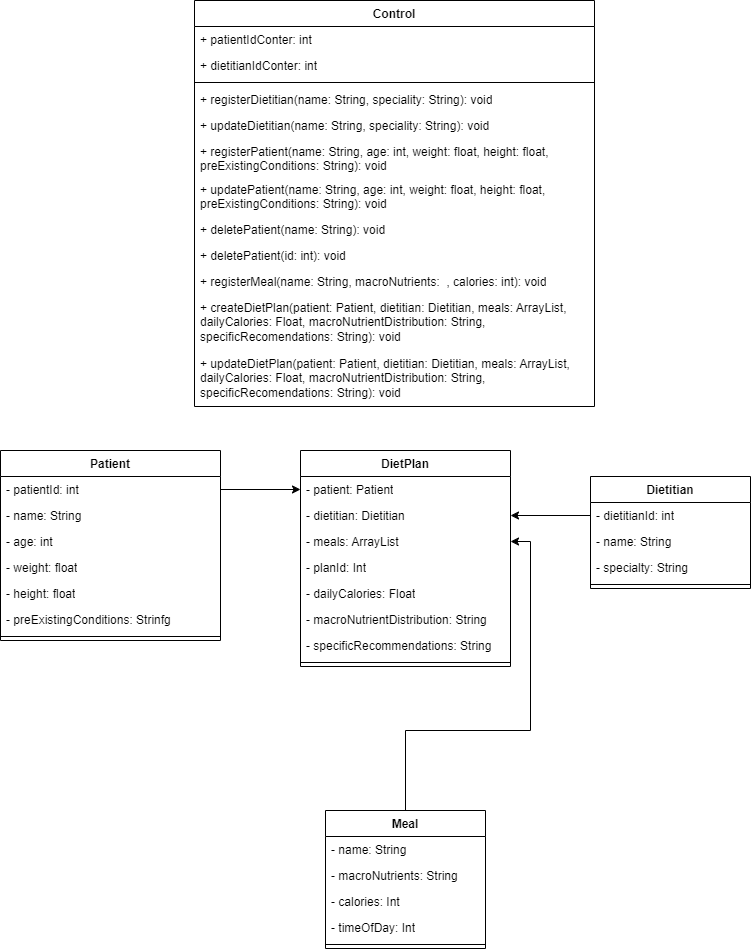 Control
+ patientIdConter: int
+ dietitianIdConter: int
+ registerDietitian(name: String, speciality: String): void
+ updateDietitian(name: String, speciality: String): void
+ registerPatient(name: String, age: int, weight: float, height: float,
preExistingConditions: String): void
+ updatePatient(name: String, age: int, weight: float, height: float,
preExistingConditions: String): void
+ deletePatient(name: String): void
+ deletePatient(id: int): void
+ registerMeal(name: String, macroNutrients:  , calories: int): void
+ createDietPlan(patient: Patient, dietitian: Dietitian, meals: ArrayList,
dailyCalories: Float, macroNutrientDistribution: String,
specificRecomendations: String): void
+ updateDietPlan(patient: Patient, dietitian: Dietitian, meals: ArrayList,
dailyCalories: Float, macroNutrientDistribution: String,
specificRecomendations: String): void
Patient
- patientId: int
- name: String
- age: int
- weight: float
- height: float
- preExistingConditions: Strinfg
DietPlan
- patient: Patient
- dietitian: Dietitian
- meals: ArrayList
- planId: Int
- dailyCalories: Float
- macroNutrientDistribution: String
- specificRecommendations: String
Dietitian
- dietitianId: int
- name: String
- specialty: String
Meal
- name: String
- macroNutrients: String
- calories: Int
- timeOfDay: Int